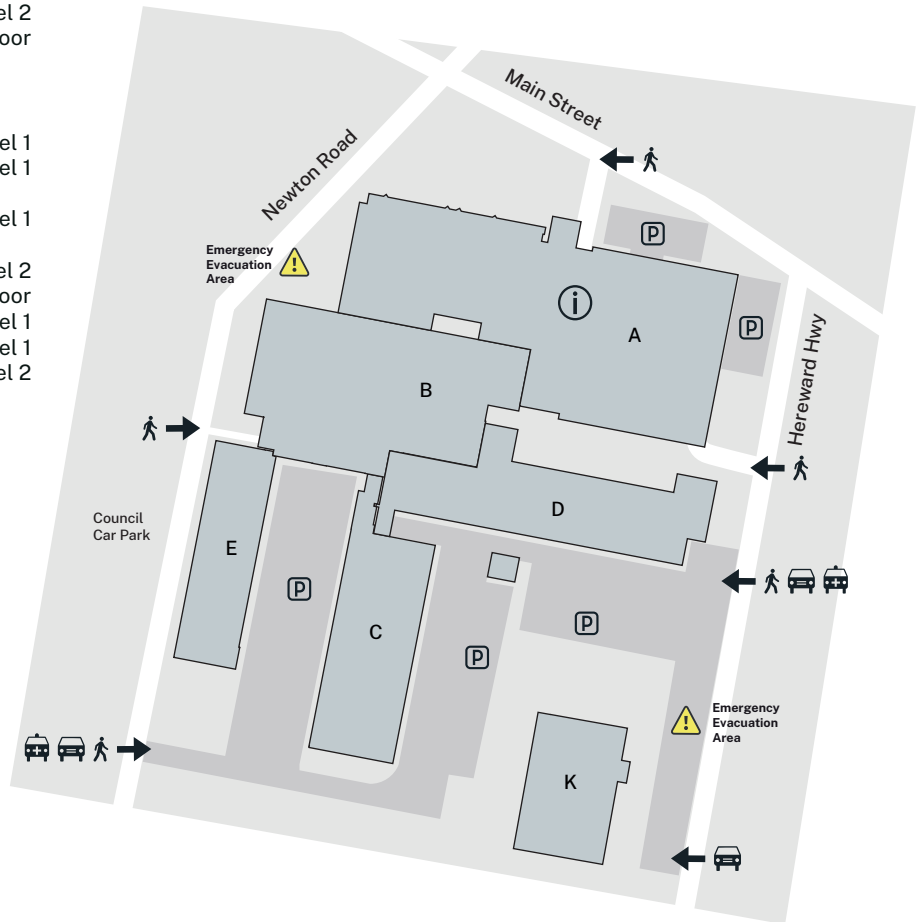 el 2
oor
el 1
el 1
el 1
el 2
oor
el 1
el 1
el 2
Main Street
Newton Road
P
Emergency
Evacuation
Area
i
A
P
Hereward Hwy
B
D
Council
Car Park
E
P
C
P
P
Emergency
Evacuation
Area
K